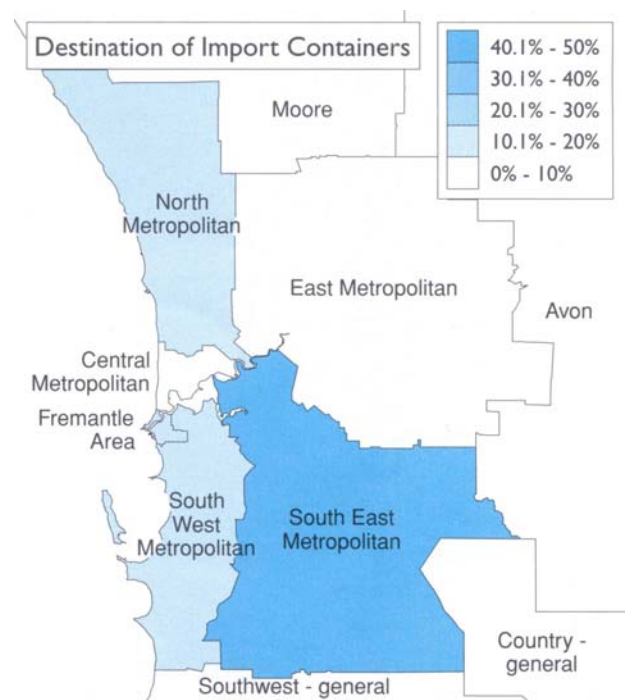 Destination of Import Containers
40.1% - 50%
30.1% - 40%
20.1% - 30%
10.1% - 20%
0% - 10%
Moore
North
Metropolitan
East Metropolitan
Avon
Central
Metropolitan
Fremantle
Area
South
West
Metropolitan
South East
Metropolitan
Country -
general
Southwest - general